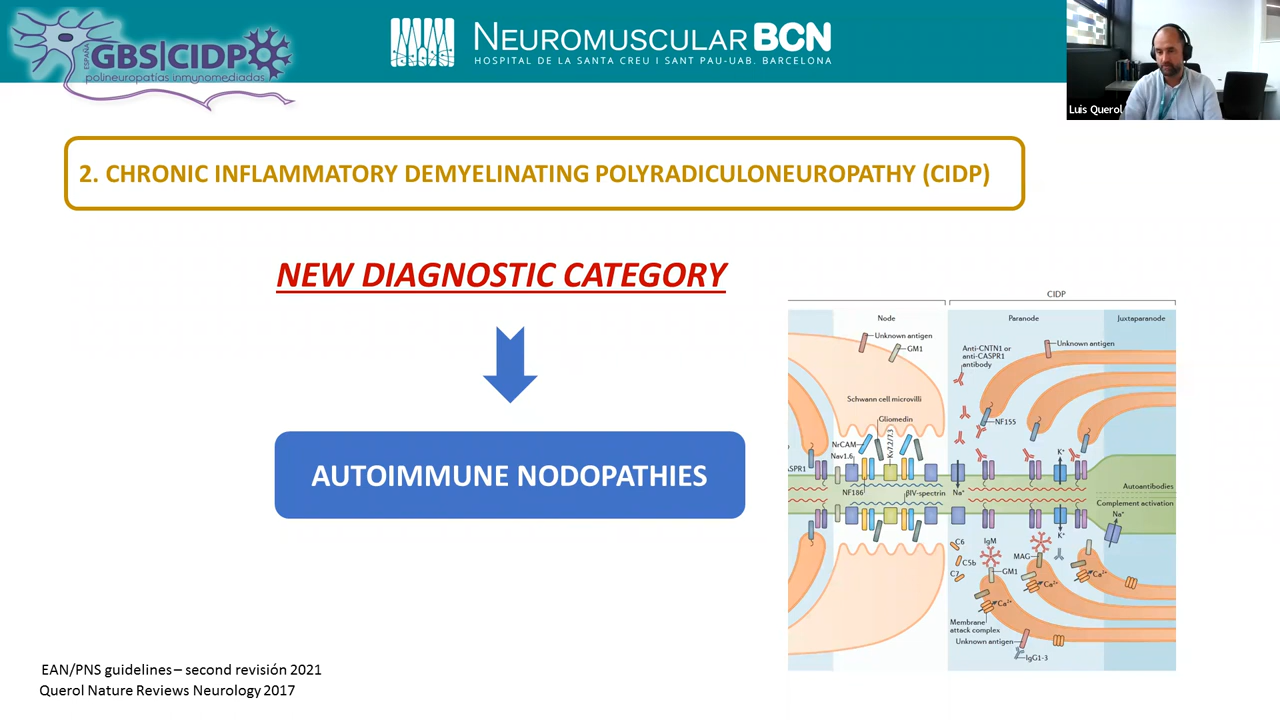 ESPAÑA
GBS|CIDP
polineuropatías inmunomediadas
NEUROMUSCULAR BCN
HOSPITAL DE LA SANTA CREU I SANT PAU-UAB. BARCELONA
Luis Querol
2. CHRONIC INFLAMMATORY DEMYELINATING POLYRADICULONEUROPATHY (CIDP)
NEW DIAGNOSTIC CATEGORY
AUTOIMMUNE NODOPATHIES
CIDP
Node
Paranode
Juxtaparanode
Unknown antigen
GM1
Anti-CNTN1 or
anti-CASPR1
antibody
Unknown antigen
Schwann cell microvilli
Gliomedin
NF155
NrCAM
Kv7.2/7.3
Nav1.6
K+
K+
ASPR1
NF186
βIV-spectrin
Na+
Autoantibodies
Complement activation
Na+
K+
C6
IgM
C5b
MAG
C7
GM1
Ca2+
Ca2+
Ca2+
Membrane
attack complex
Unknown antigen
IgG1-3
EAN/PNS guidelines – second revisión 2021
Querol Nature Reviews Neurology 2017